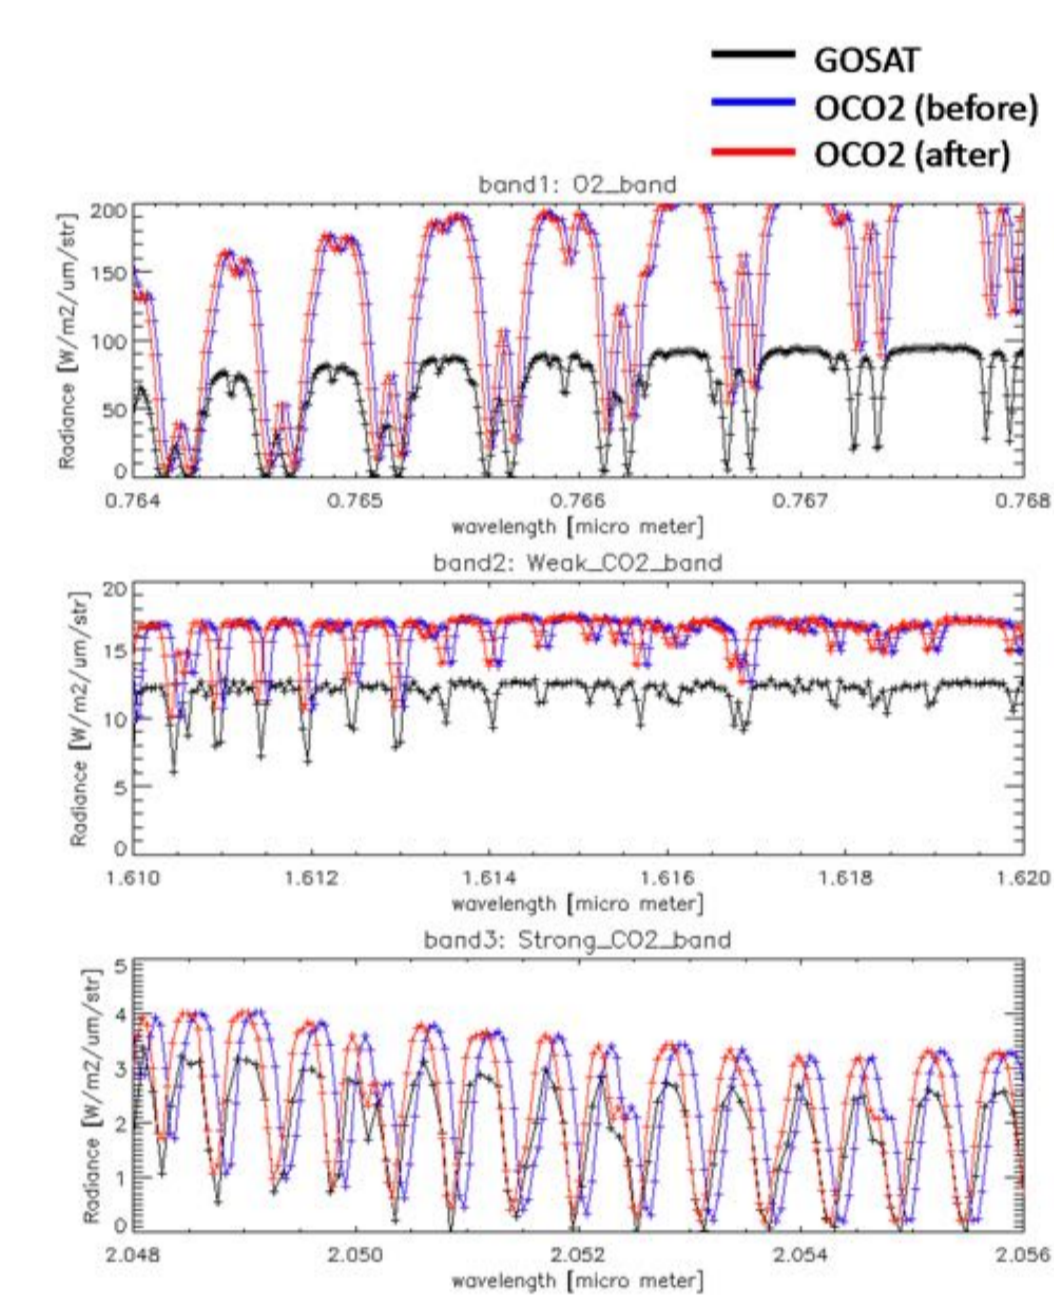 GOSAT
OCO2 (before)
OCO2 (after)
band1: O2_band
200
150
100
50
0
Radiance [W/m2/um/str]
0.764 0.765 0.766 0.767 0.768
wavelength [micro meter]
band2: Weak_CO2_band
20
15
10
5
0
Radiance [W/m2/um/str]
1.610 1.612 1.614 1.616 1.618 1.620
wavelength [micro meter]
band3: Strong_CO2_band
5
4
3
2
1
0
Radiance [W/m2/um/str]
2.048 2.050 2.052 2.054 2.056
wavelength [micro meter]